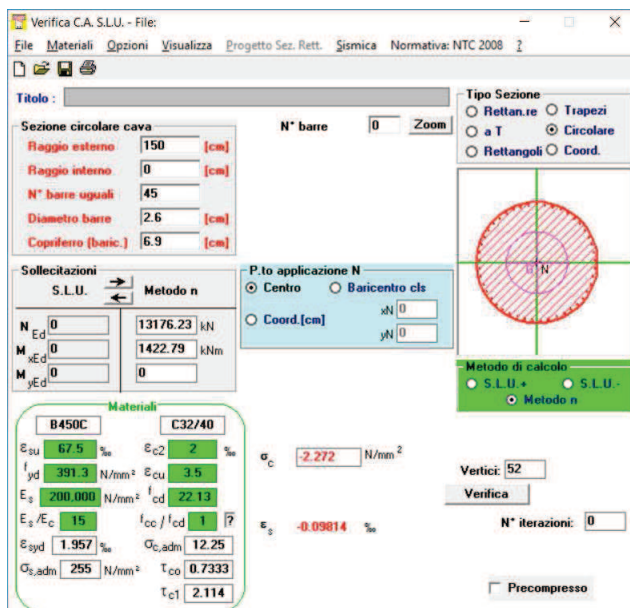 Verifica C.A. S.L.U. - File:
File Materiali Opzioni Visualizza Progetto Sez. Rett. Sismica Normativa: NTC 2008 ?
Titolo :
Tipo Sezione
Rettan.re Trapezi
a T Circolare
Rettangoli Coord.
Sezione circolare cava
N° barre 0 Zoom
Raggio esterno 150 [cm]
Raggio interno 0 [cm]
N° barre uguali 45
Diametro barre 2.6 [cm]
Copriferro (baric.) 6.9 [cm]
G N
Sollecitazioni
S.L.U. Metodo n
N Ed 0 13176.23 kN
M xEd 0 1422.79 kNm
M yEd 0 0
P.to applicazione N
Centro Baricentro cls
Coord.[cm] xN 0
yN 0
Metodo di calcolo
S.L.U.+ S.L.U.-
Metodo n
Materiali
B450C C32/40
εsu 67.5 ‰ εc2 2 ‰
fyd 391.3 N/mm² εcu 3.5
Es 200.000 N/mm² fcd 22.13
Es/Ec 15 fcc / fcd 1 ?
εsyd 1.957 ‰ σc,adm 12.25
σs,adm 255 N/mm² τco 0.7333
τc1 2.114
σc -2.272 N/mm²
εs -0.09814 ‰
Vertici: 52
Verifica
N° iterazioni: 0
Precompresso